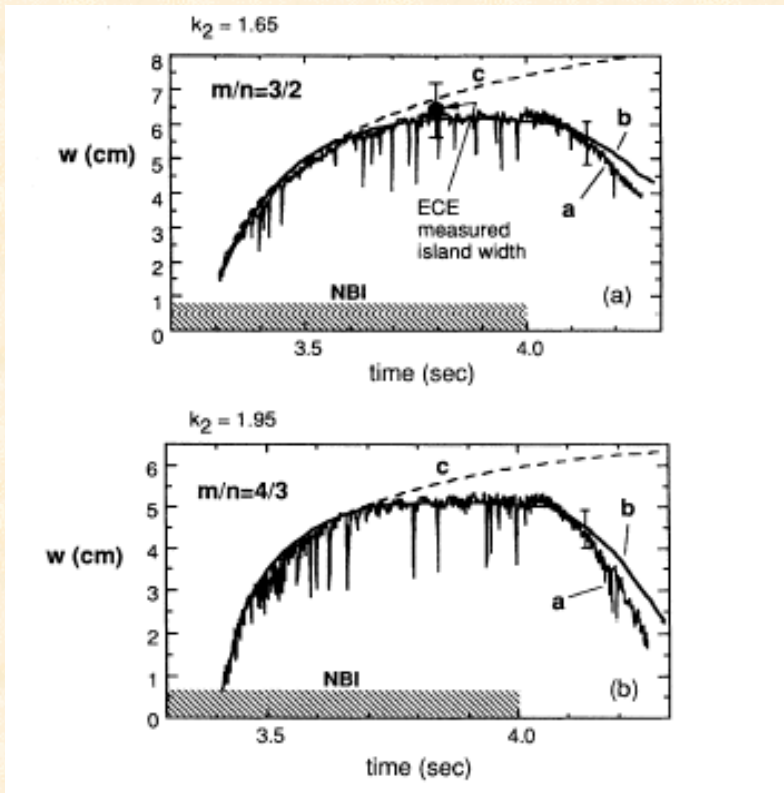 k2 = 1.65
8
m/n=3/2
c
7
6
b
w (cm)
5
4
a
ECE
measured
island width
3
2
NBI
1
(a)
0
3.5
4.0
time (sec)
k2 = 1.95
6
c
m/n=4/3
5
b
w (cm)
4
3
a
2
NBI
1
(b)
0
3.5
4.0
time (sec)